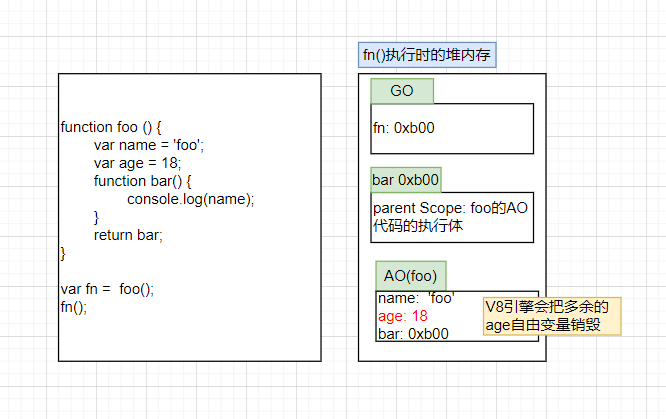 function foo () {
var name = 'foo';
var age = 18;
function bar() {
console.log(name);
}
return bar;
}
var fn =  foo();
fn();
fn()执行时的堆内存
GO
fn: 0xb00
bar 0xb00
parent Scope: foo的AO
代码的执行体
AO(foo)
name:  'foo'
age: 18
bar: 0xb00
V8引擎会把多余的
age自由变量销毁